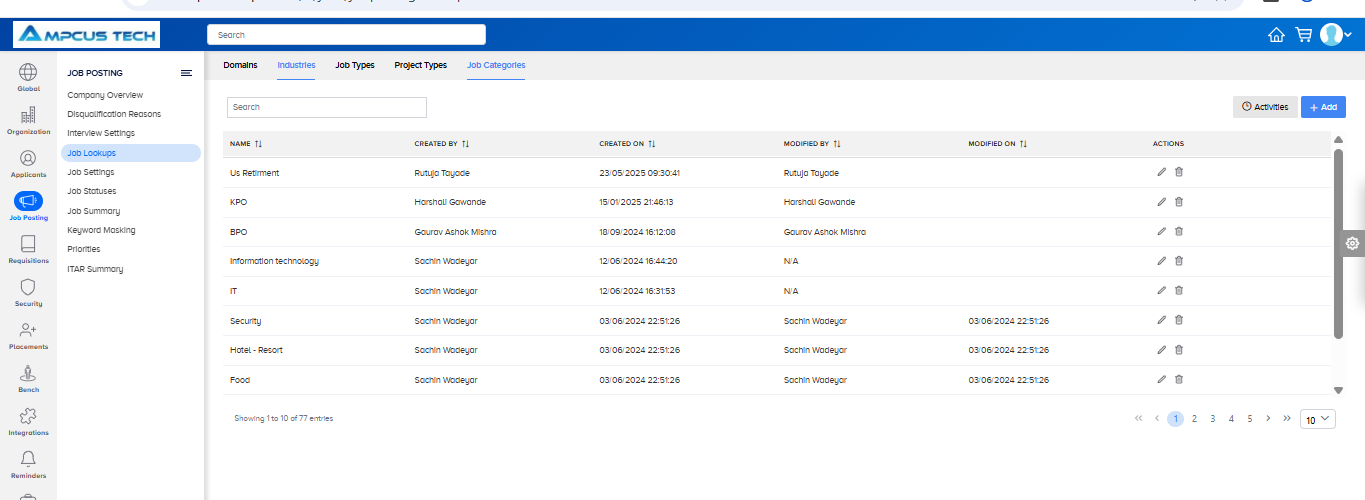 AMPCUS TECH
Search
Global
Organization
Applicants
Job Posting
Requisitions
Security
Placements
Bench
Integrations
Reminders
JOB POSTING
Company Overview
Disqualification Reasons
Interview Settings
Job Lookups
Job Settings
Job Statuses
Job Summary
Keyword Masking
Priorities
ITAR Summary
Domains Industries Job Types Project Types Job Categories
Search
Activities + Add
NAME CREATED BY CREATED ON MODIFIED BY MODIFIED ON ACTIONS
Us Retirment Rutuja Tayade 23/05/2025 09:30:41 Rutuja Tayade
KPO Harshali Gawande 15/01/2025 21:46:13 Harshali Gawande
BPO Gaurav Ashok Mishra 18/09/2024 16:12:08 Gaurav Ashok Mishra
Information technology Sachin Wadeyar 12/06/2024 16:44:20 N/A
IT Sachin Wadeyar 12/06/2024 16:31:53 N/A
Security Sachin Wadeyar 03/06/2024 22:51:26 Sachin Wadeyar 03/06/2024 22:51:26
Hotel - Resort Sachin Wadeyar 03/06/2024 22:51:26 Sachin Wadeyar 03/06/2024 22:51:26
Food Sachin Wadeyar 03/06/2024 22:51:26 Sachin Wadeyar 03/06/2024 22:51:26
Showing 1 to 10 of 77 entries
1 2 3 4 5 10